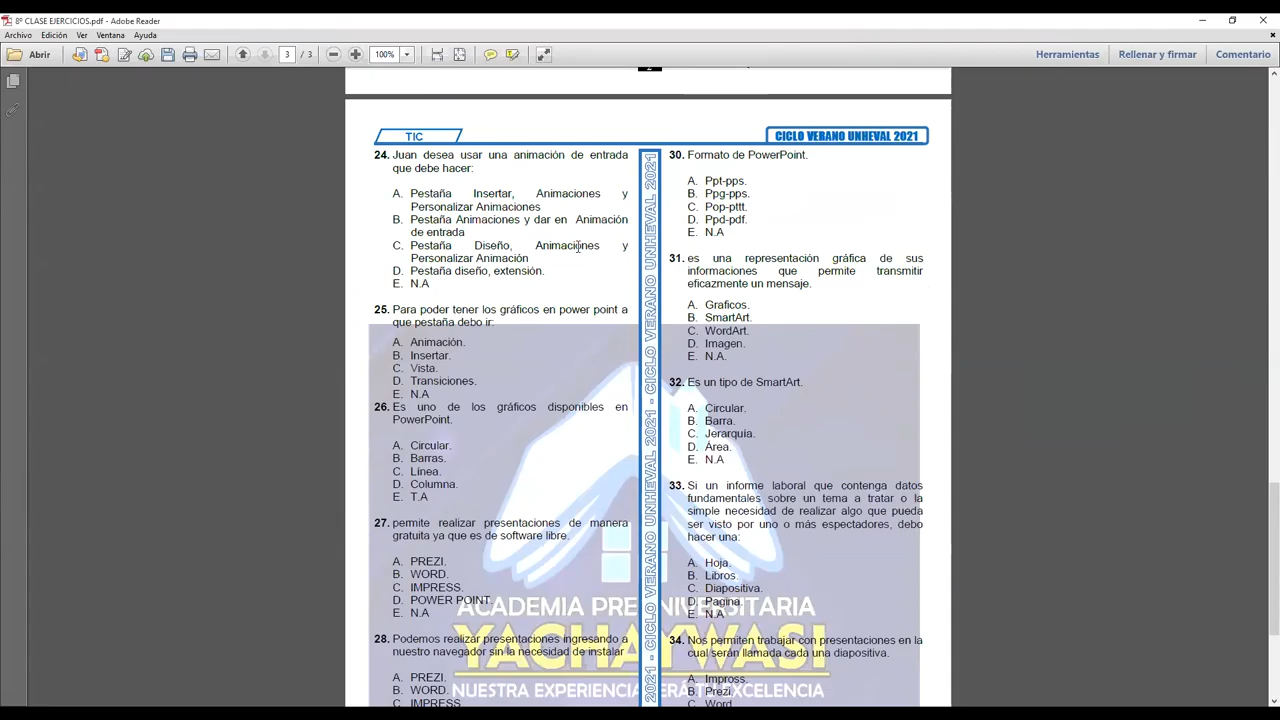 8º CLASE EJERCICIOS.pdf - Adobe Reader
Archivo Edición Ver Ventana Ayuda
Abrir
3 / 3
100%
Herramientas
Rellenar y firmar
Comentario
TIC
CICLO VERANO UNHEVAL 2021
24. Juan desea usar una animación de entrada
que debe hacer:
A. Pestaña Insertar, Animaciones y
Personalizar Animaciones
B. Pestaña Animaciones y dar en Animación
de entrada
C. Pestaña Diseño, Animaciones y
Personalizar Animación
D. Pestaña diseño, extensión.
E. N.A
25. Para poder tener los gráficos en power point a
que pestaña debo ir:
A. Animación.
B. Insertar.
C. Vista.
D. Transiciones.
E. N.A
26. Es uno de los gráficos disponibles en
PowerPoint.
A. Circular.
B. Barras.
C. Línea.
D. Columna.
E. T.A
27. permite realizar presentaciones de manera
gratuita ya que es de software libre.
A. PREZI.
B. WORD.
C. IMPRESS.
D. POWER POINT.
E. N.A
28. Podemos realizar presentaciones ingresando a
nuestro navegador sin la necesidad de instalar
A. PREZI.
B. WORD.
C. IMPRESS
2021 - CICLO VERANO UNHEVAL 2021 - CICLO VERANO UNHEVAL 2021
30. Formato de PowerPoint.
A. Ppt-pps.
B. Ppg-pps.
C. Pop-pttt.
D. Ppd-pdf.
E. N.A
31. es una representación gráfica de sus
informaciones que permite transmitir
eficazmente un mensaje.
A. Graficos.
B. SmartArt.
C. WordArt.
D. Imagen.
E. N.A.
32. Es un tipo de SmartArt.
A. Circular.
B. Barra.
C. Jerarquía.
D. Área.
E. N.A
33. Si un informe laboral que contenga datos
fundamentales sobre un tema a tratar o la
simple necesidad de realizar algo que pueda
ser visto por uno o más espectadores, debo
hacer una:
A. Hoja.
B. Libros.
C. Diapositiva.
D. Pagina.
E. N.A
34. Nos permiten trabajar con presentaciones en la
cual serán llamada cada una diapositiva.
A. Impross.
B. Prezi.
C. Word.
ACADEMIA PRE UNIVERSITARIA
YACHAYWASI
NUESTRA EXPERIENCIA SERÁ TU EXCELENCIA